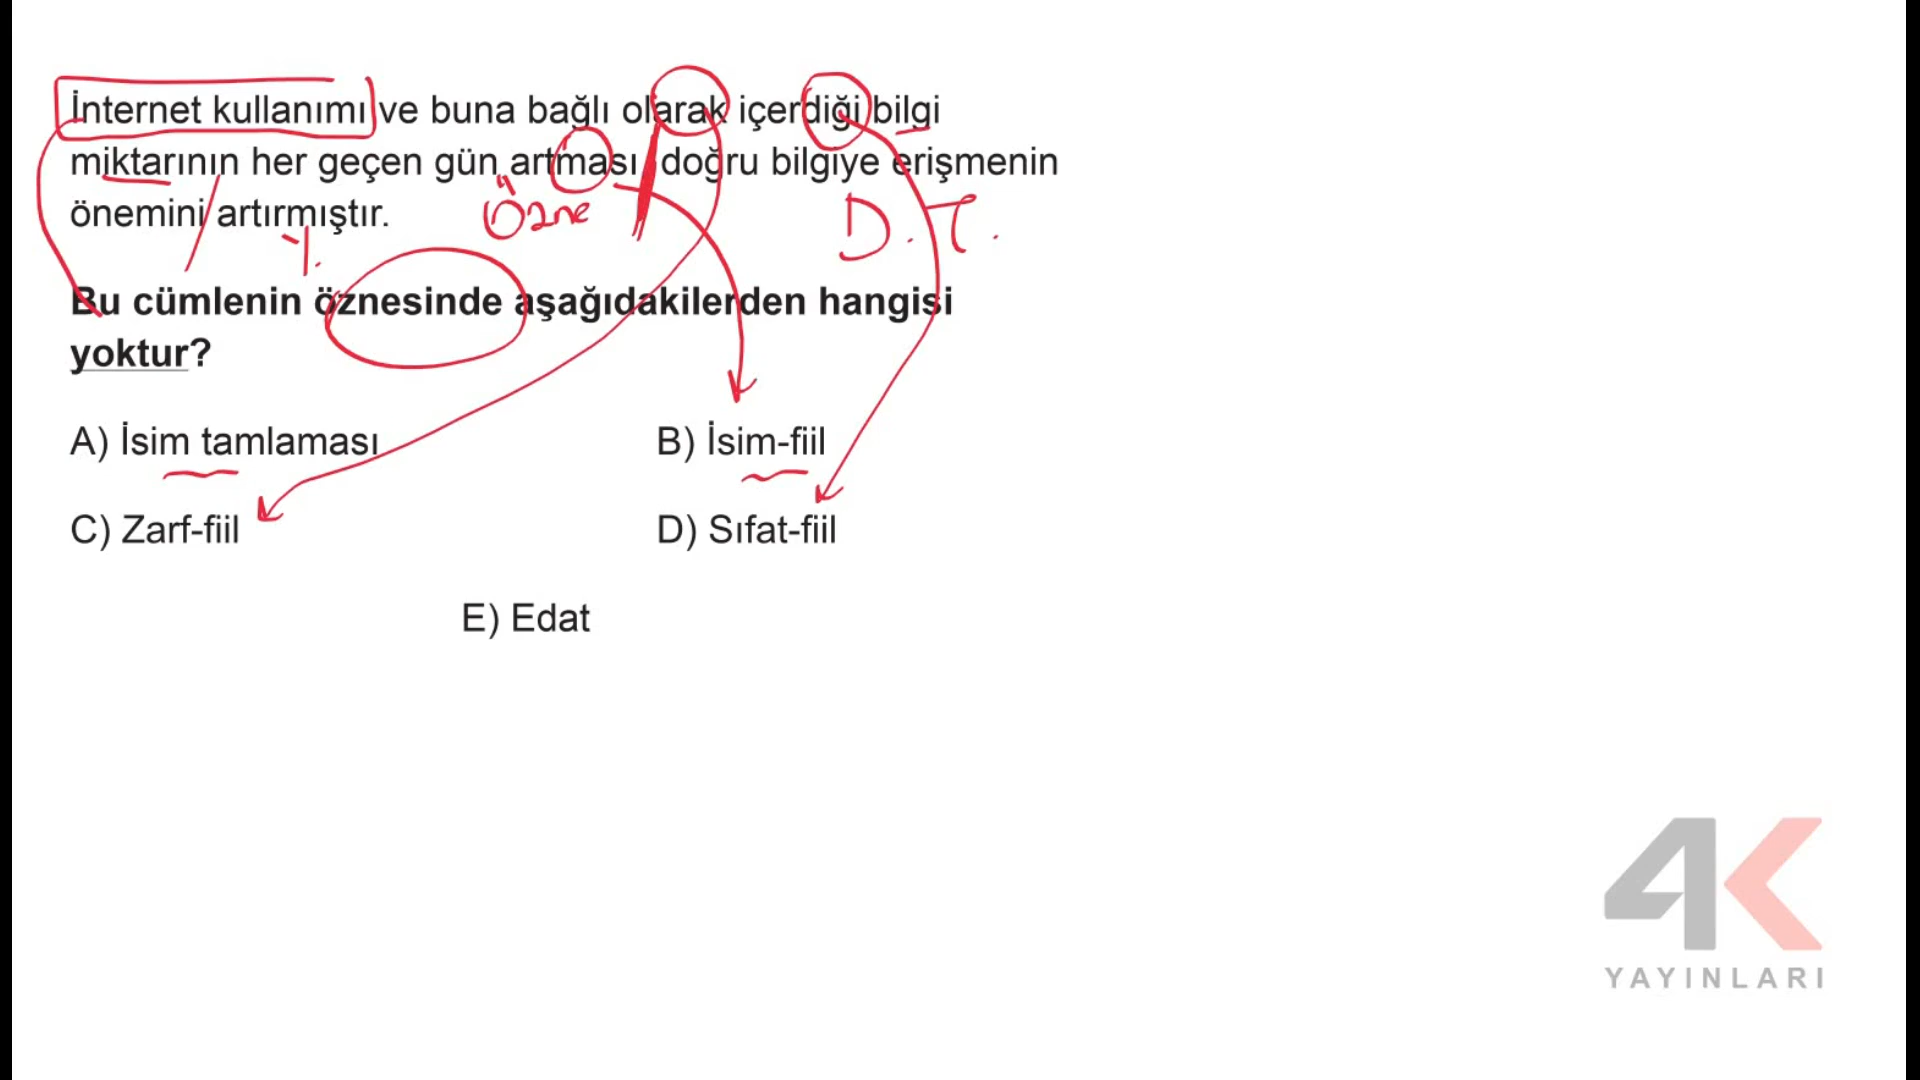 İnternet kullanımı ve buna bağlı olarak içerdiği bilgi
miktarının her geçen gün artması doğru bilgiye erişmenin
önemini artırmıştır.
Özne
D.T.
Y.
Bu cümlenin öznesinde aşağıdakilerden hangisi
yoktur?
A) İsim tamlaması
B) İsim-fiil
C) Zarf-fiil
D) Sıfat-fiil
E) Edat
4K
YAYINLARI